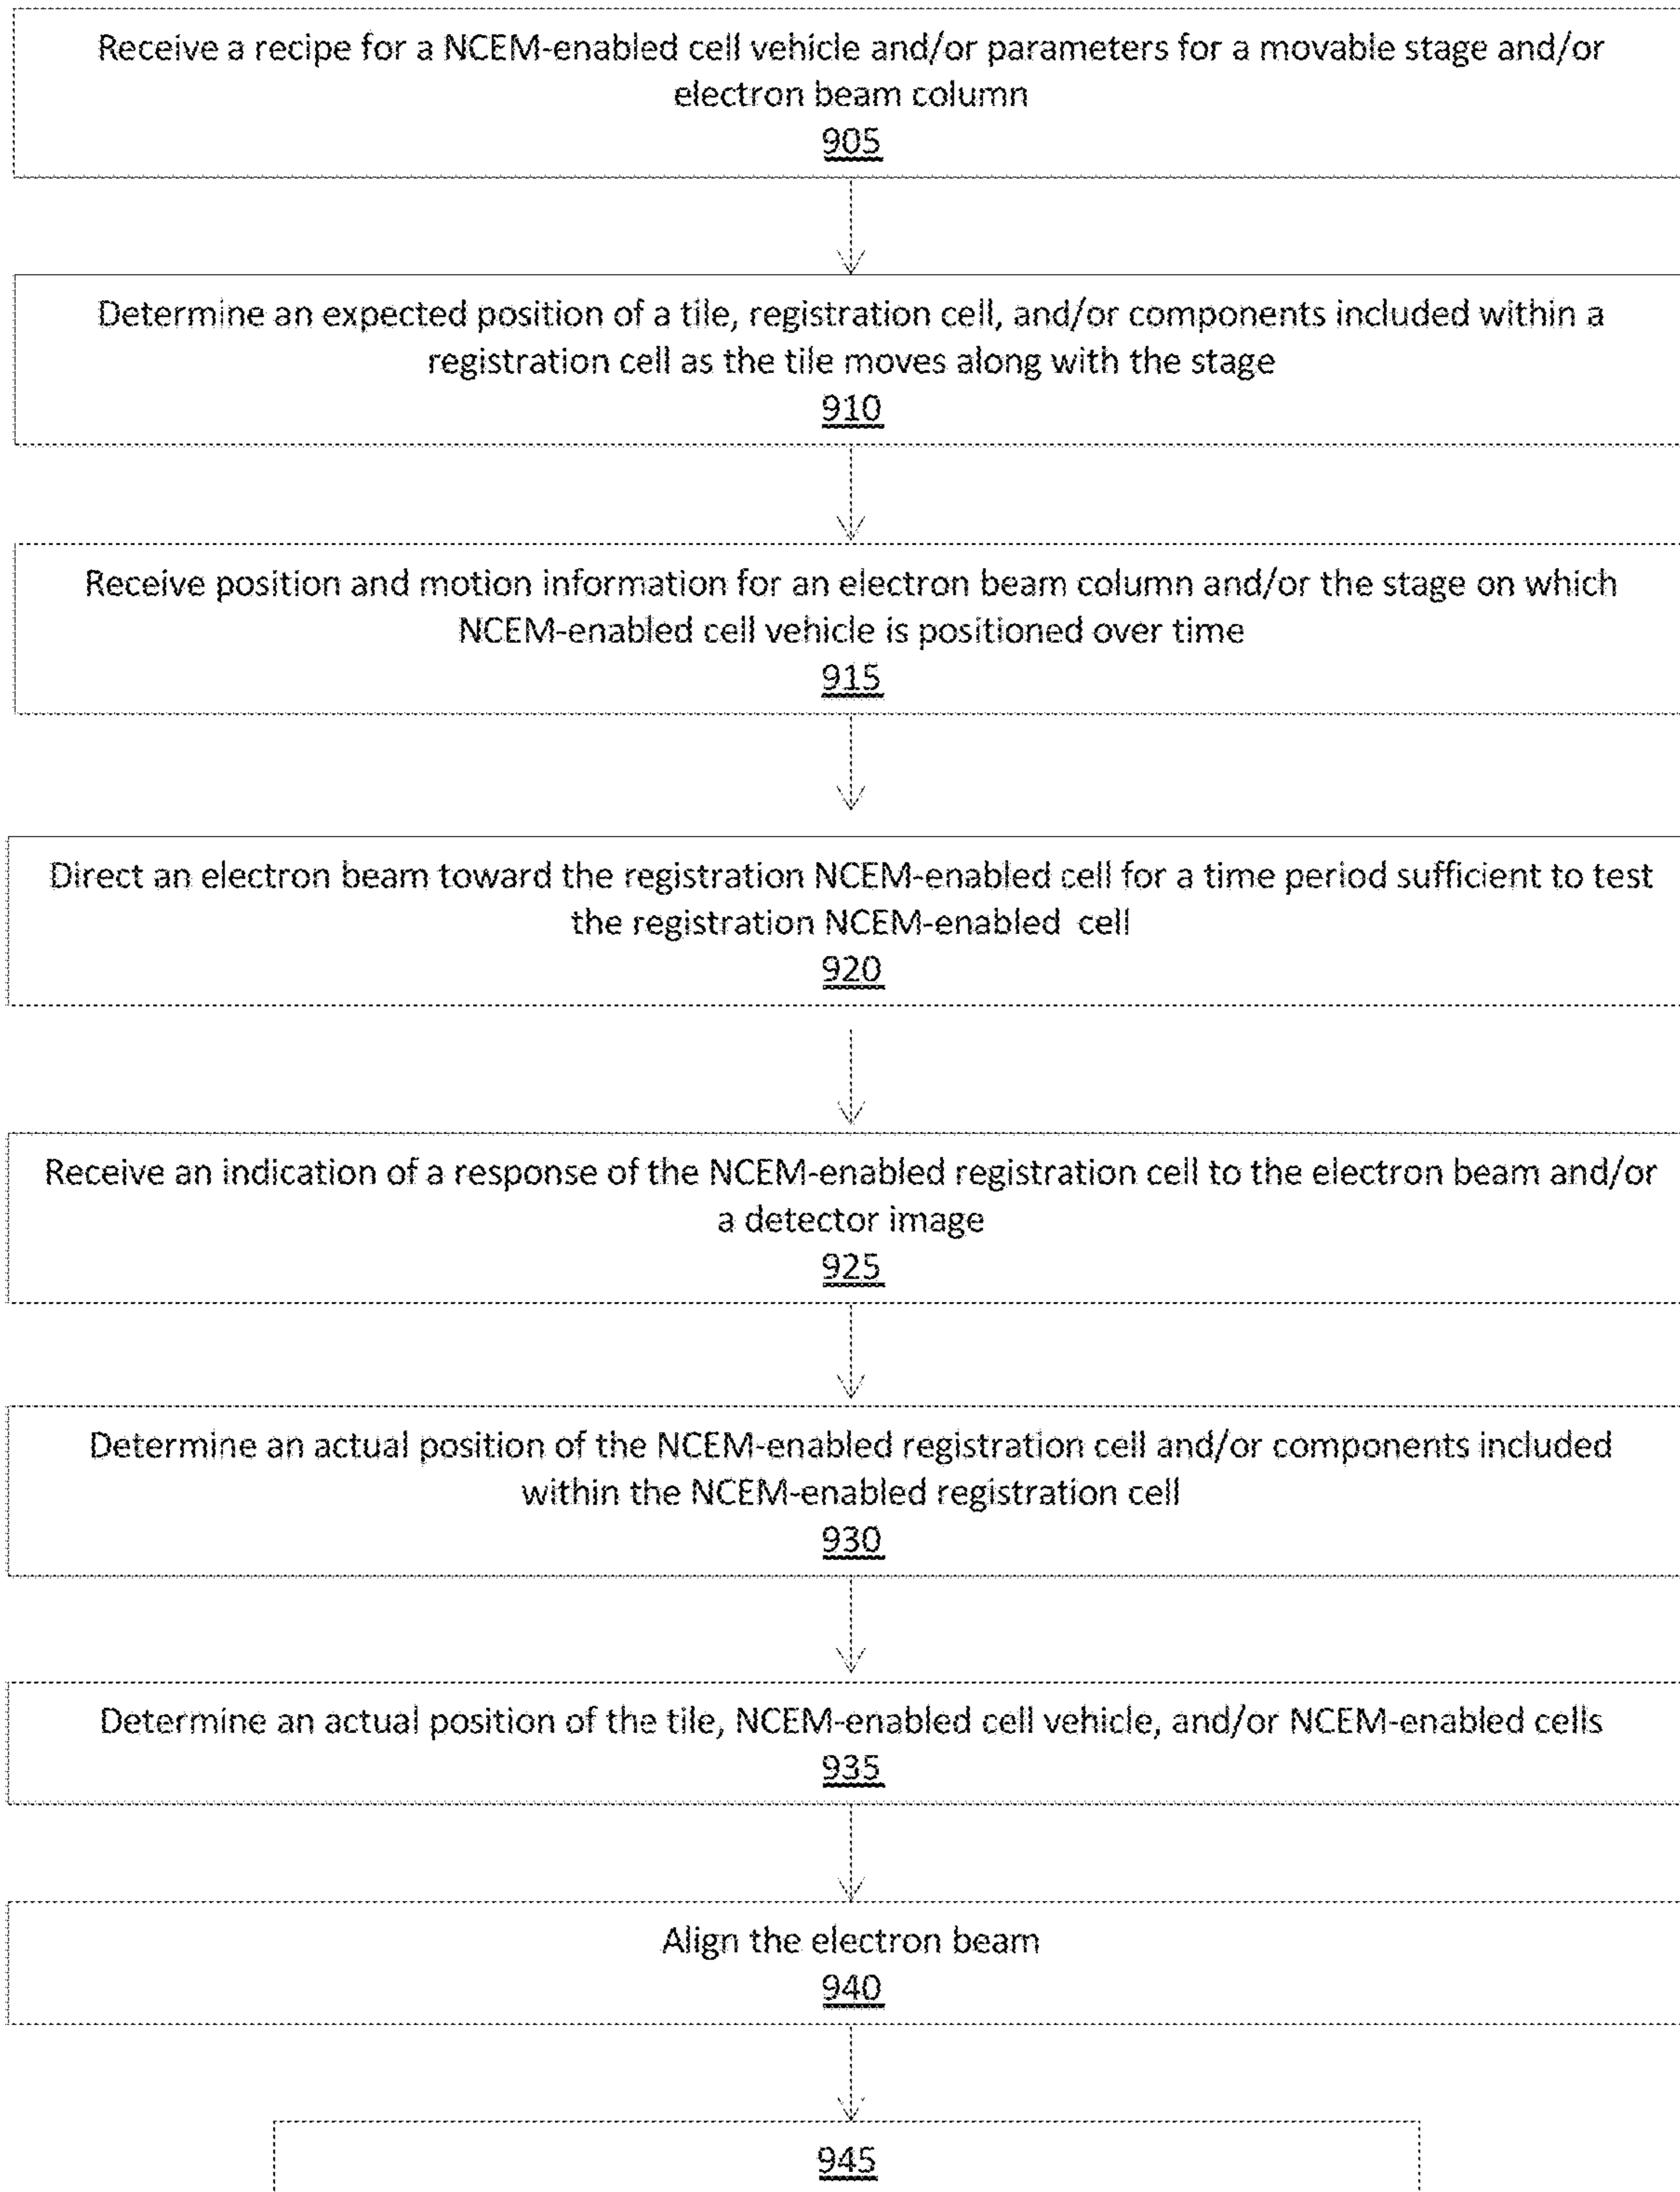 Receive a recipe for a NCEM-enabled cell vehicle and/or parameters for a movable stage and/or
electron beam column
905
Determine an expected position of a tile, registration cell, and/or components included within a
registration cell as the tile moves along with the stage
910
Receive position and motion information for an electron beam column and/or the stage on which
NCEM-enabled cell vehicle is positioned over time
915
Direct an electron beam toward the registration NCEM-enabled cell for a time period sufficient to test
the registration NCEM-enabled cell
920
Receive an indication of a response of the NCEM-enabled registration cell to the electron beam and/or
a detector image
925
Determine an actual position of the NCEM-enabled registration cell and/or components included
within the NCEM-enabled registration cell
930
Determine an actual position of the tile, NCEM-enabled cell vehicle, and/or NCEM-enabled cells
935
Align the electron beam
940
945